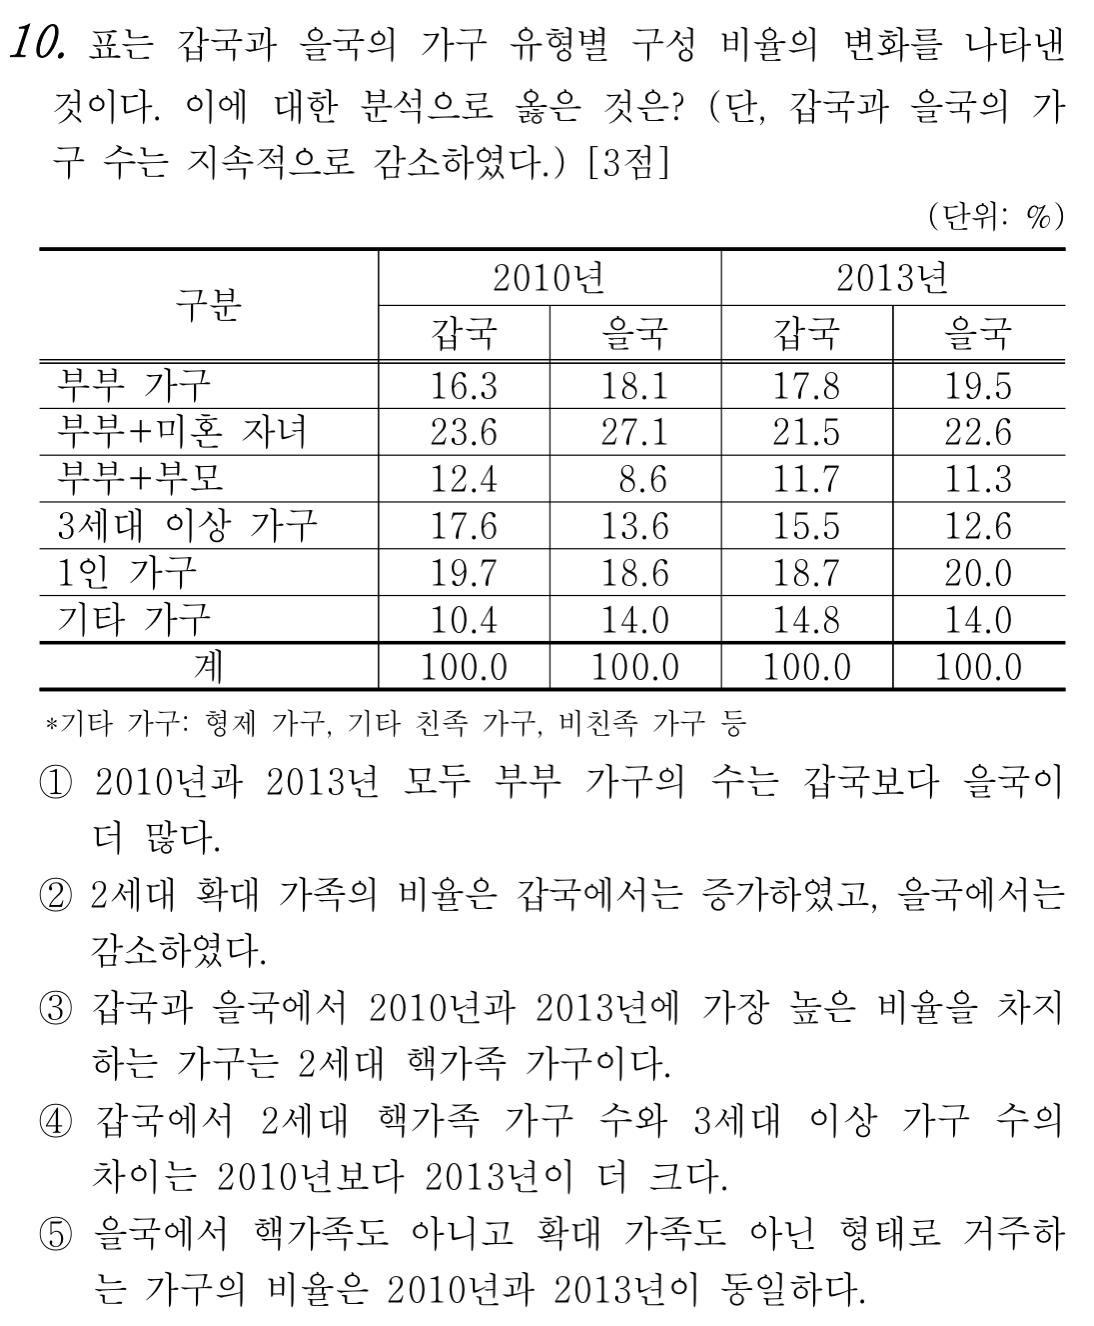 10. 표는 갑국과 을국의 가구 유형별 구성 비율의 변화를 나타낸
것이다. 이에 대한 분석으로 옳은 것은? (단, 갑국과 을국의 가
구 수는 지속적으로 감소하였다.) [3점]
(단위: %)
구분 2010년 2013년
갑국 을국 갑국 을국
부부 가구 16.3 18.1 17.8 19.5
부부+미혼 자녀 23.6 27.1 21.5 22.6
부부+부모 12.4 8.6 11.7 11.3
3세대 이상 가구 17.6 13.6 15.5 12.6
1인 가구 19.7 18.6 18.7 20.0
기타 가구 10.4 14.0 14.8 14.0
계 100.0 100.0 100.0 100.0
*기타 가구: 형제 가구, 기타 친족 가구, 비친족 가구 등
① 2010년과 2013년 모두 부부 가구의 수는 갑국보다 을국이
더 많다.
② 2세대 확대 가족의 비율은 갑국에서는 증가하였고, 을국에서는
감소하였다.
③ 갑국과 을국에서 2010년과 2013년에 가장 높은 비율을 차지
하는 가구는 2세대 핵가족 가구이다.
④ 갑국에서 2세대 핵가족 가구 수와 3세대 이상 가구 수의
차이는 2010년보다 2013년이 더 크다.
⑤ 을국에서 핵가족도 아니고 확대 가족도 아닌 형태로 거주하
는 가구의 비율은 2010년과 2013년이 동일하다.